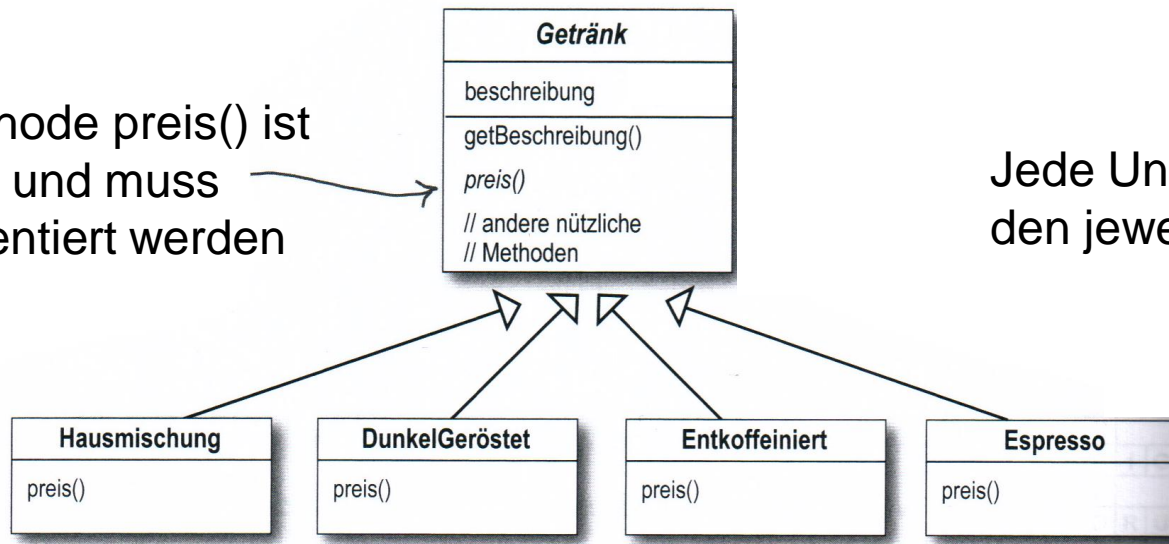 Getränk
beschreibung
getBeschreibung()
preis()
// andere nützliche
// Methoden
node preis() ist
und muss
entiert werden
Jede Un
den jewe
Hausmischung
preis()
DunkelGeröstet
preis()
Entkoffeiniert
preis()
Espresso
preis()